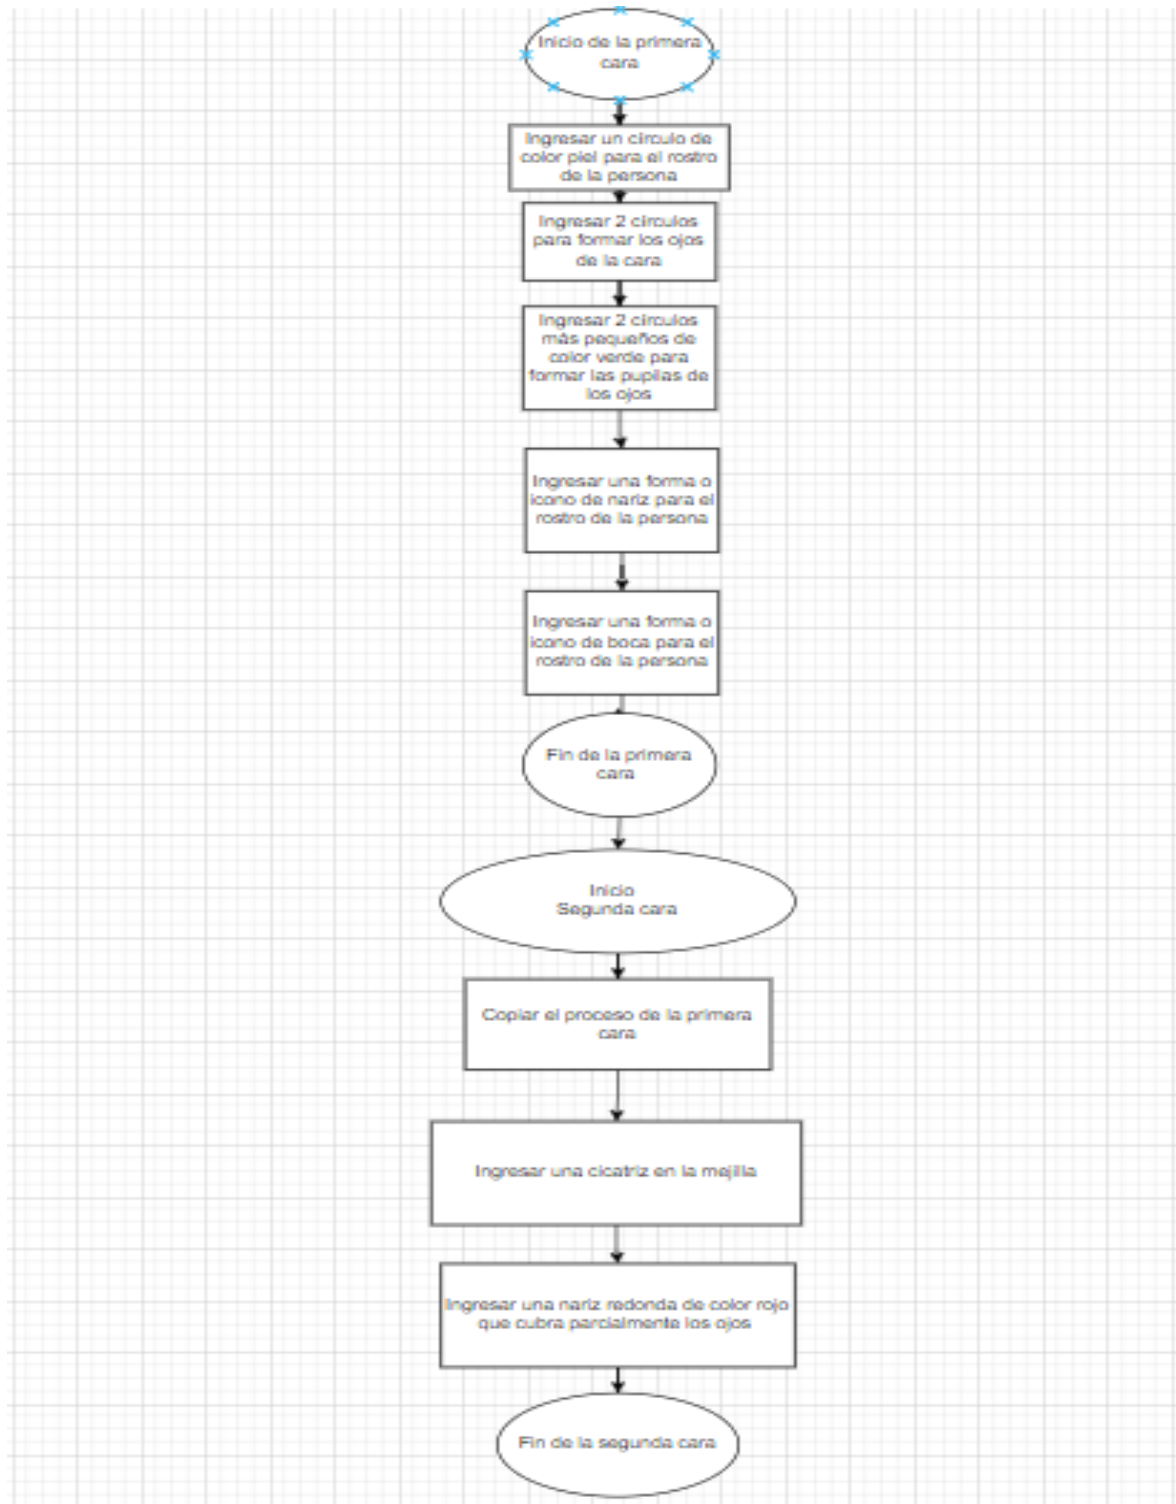 Inicio de la primera
cara
Ingresar un círculo de
color piel para el rostro
de la persona
Ingresar 2 círculos
para formar los ojos
de la cara
Ingresar 2 círculos
más pequeños de
color verde para
formar las pupilas de
los ojos
Ingresar una forma o
icono de nariz para el
rostro de la persona
Ingresar una forma o
icono de boca para el
rostro de la persona
Fin de la primera
cara
Inicio
Segunda cara
Copiar el proceso de la primera
cara
Ingresar una cicatriz en la mejilla
Ingresar una nariz redonda de color rojo
que cubra parcialmente los ojos
Fin de la segunda cara